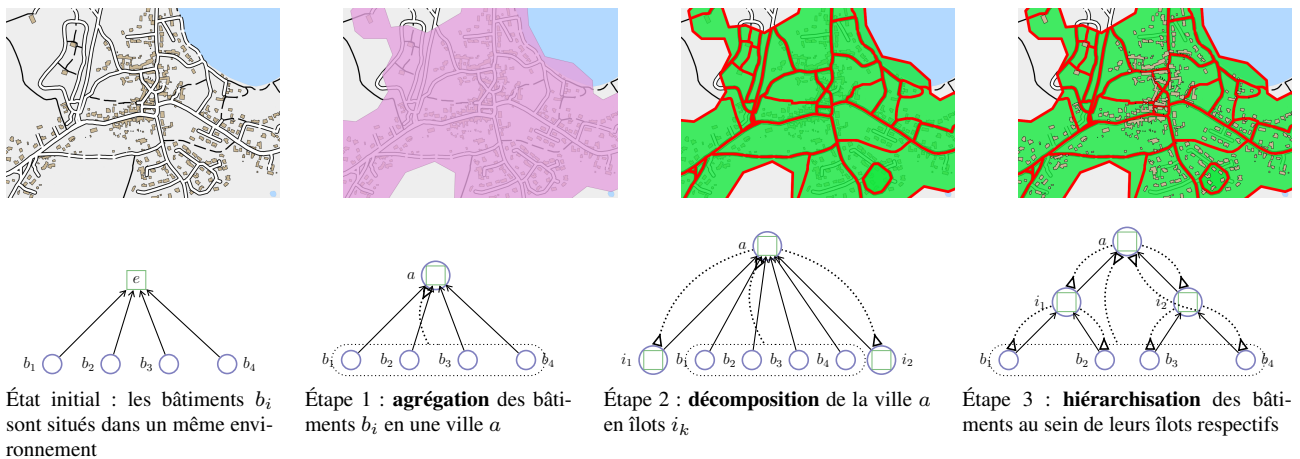 e
b1 b2 b3 b4
État initial : les bâtiments bi
sont situés dans un même envi-
ronnement
a
b1 b2 b3 b4
Étape 1 : agrégation des bâti-
ments bi en une ville a
a
i1 b1 b2 b3 b4 i2
Étape 2 : décomposition de la ville a
en îlots ik
a
i1 i2
b1 b2 b3 b4
Étape 3 : hiérarchisation des bâti-
ments au sein de leurs îlots respectifs